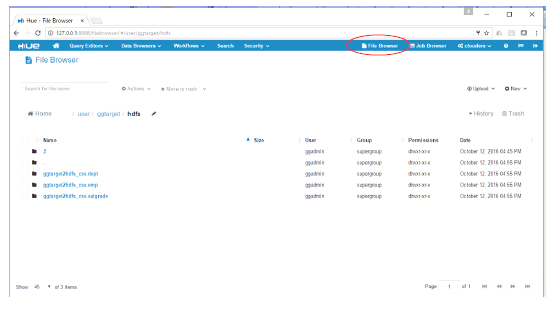 Hue - File Browser
127.0.0.1:8888/filebrowser/#/user/ggtarget/hdfs
HUE Query Editors Data Browsers Workflows Search Security File Browser Job Browser cloudera
File Browser
Search for file name Actions Move to trash Upload New
Home / user / ggtarget / hdfs History Trash
Name Size User Group Permissions Date
ggadmin supergroup drwxr-xr-x October 12, 2016 04:45 PM
. ggadmin supergroup drwxr-xr-x October 12, 2016 04:55 PM
ggtarget2hdfs_csv.dept ggadmin supergroup drwxr-xr-x October 12, 2016 04:55 PM
ggtarget2hdfs_csv.emp ggadmin supergroup drwxr-xr-x October 12, 2016 04:55 PM
ggtarget2hdfs_csv.salgrade ggadmin supergroup drwxr-xr-x October 12, 2016 04:55 PM
Show 45 of 3 items Page 1 of 1